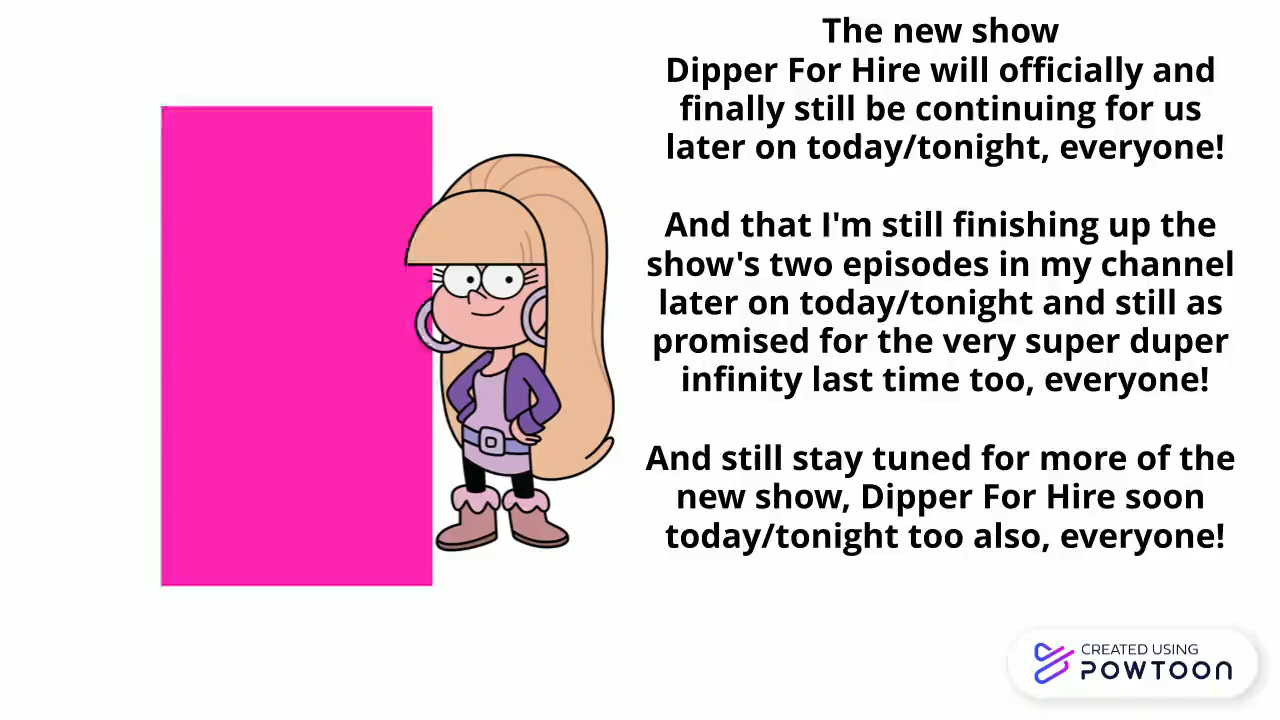 The new show
Dipper For Hire will officially and
finally still be continuing for us
later on today/tonight, everyone!
And that I'm still finishing up the
show's two episodes in my channel
later on today/tonight and still as
promised for the very super duper
infinity last time too, everyone!
And still stay tuned for more of the
new show, Dipper For Hire soon
today/tonight too also, everyone!
CREATED USING
POWTOON